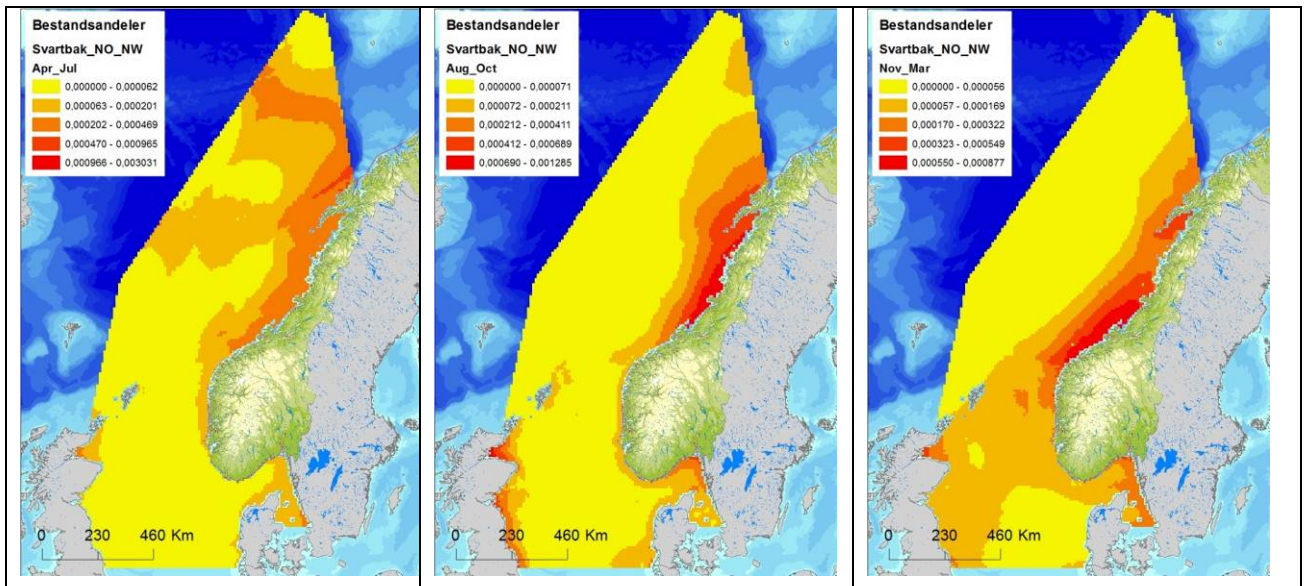 Bestandsandeler
Svartbak_NO_NW
Apr_Jul
0,000000 - 0,000062
0,000063 - 0,000201
0,000202 - 0,000469
0,000470 - 0,000965
0,000966 - 0,003031
0 230 460 Km
Bestandsandeler
Svartbak_NO_NW
Aug_Oct
0,000000 - 0,000071
0,000072 - 0,000211
0,000212 - 0,000411
0,000412 - 0,000689
0,000690 - 0,001285
0 230 460 Km
Bestandsandeler
Svartbak_NO_NW
Nov_Mar
0,000000 - 0,000056
0,000057 - 0,000169
0,000170 - 0,000322
0,000323 - 0,000549
0,000550 - 0,000877
0 230 460 Km